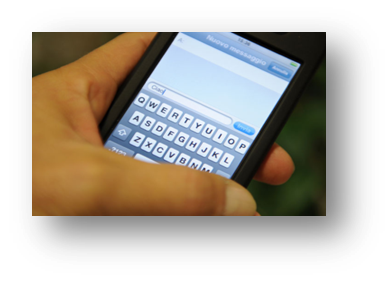 Nuovo messaggio
A:
Ciao
QWERTYUIOP
ASDFGHJKL
ZXCVBNM